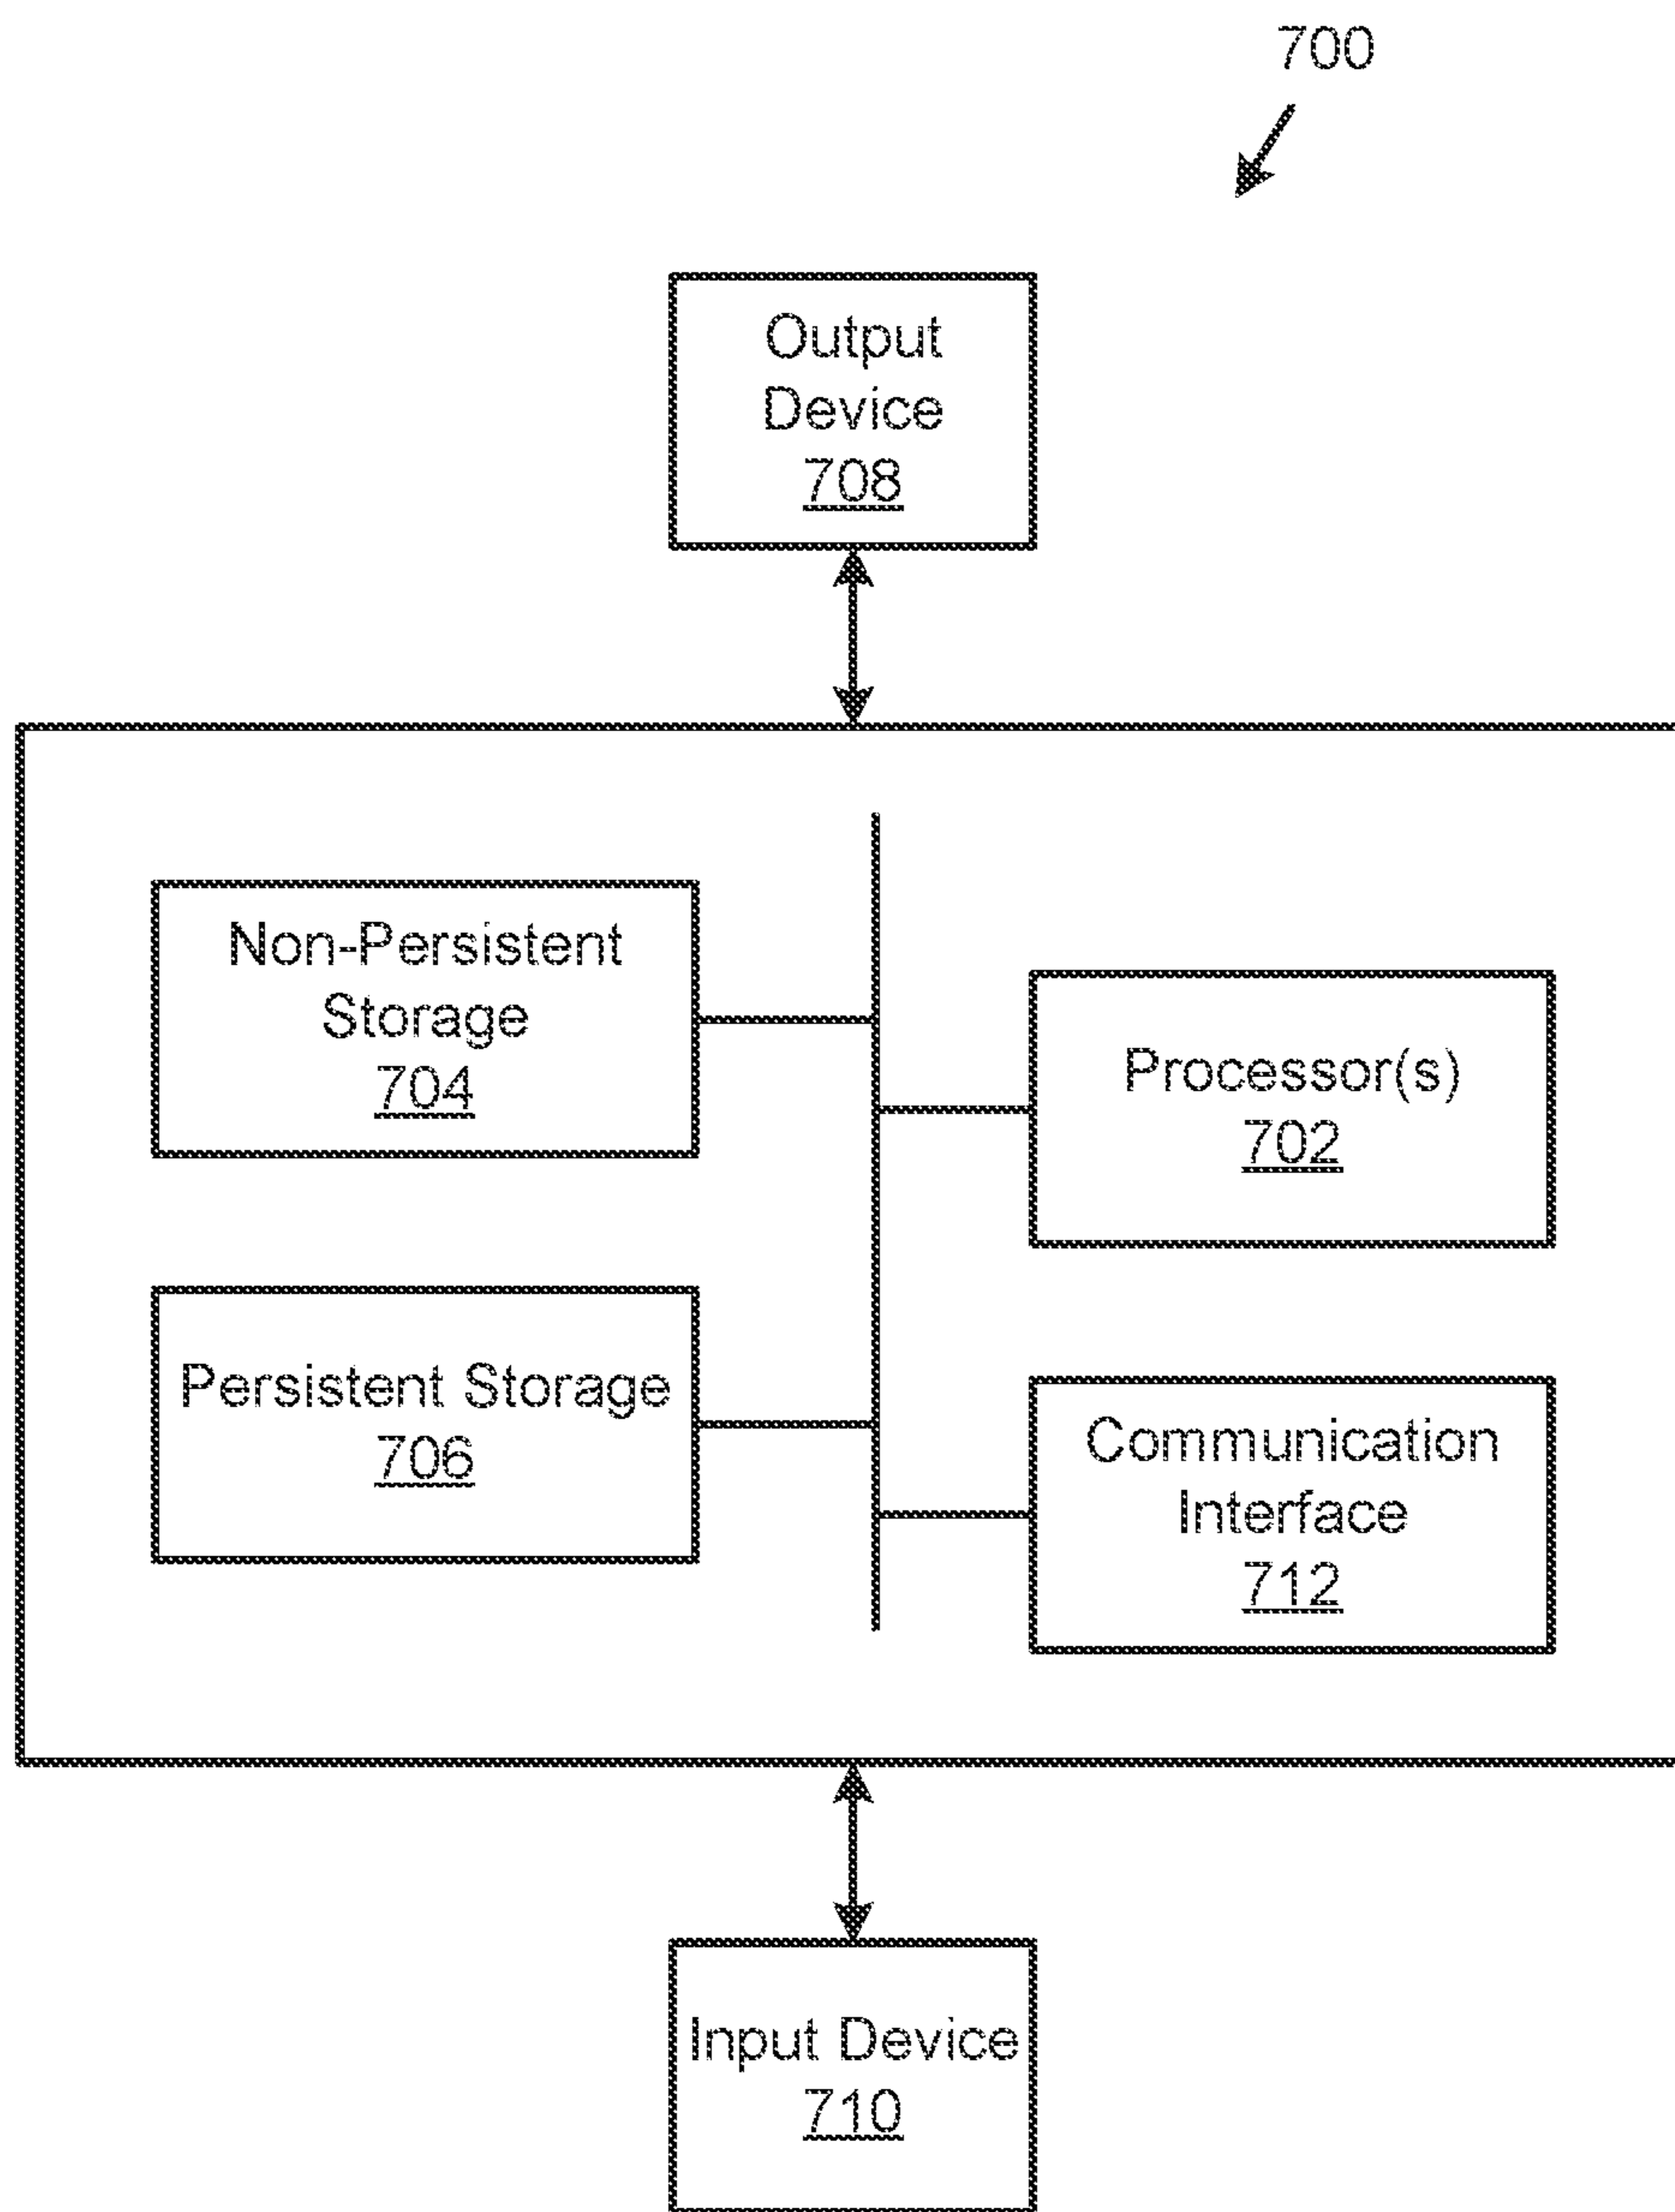 700
Output
Device
708
Non-Persistent
Storage
704
Processor(s)
702
Persistent Storage
706
Communication
Interface
712
Input Device
710